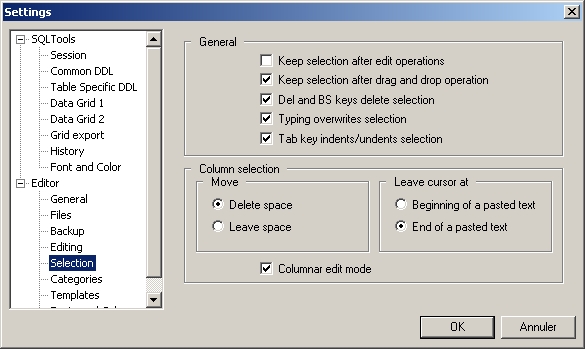 Settings
SQLTools
Session
Common DDL
Table Specific DDL
Data Grid 1
Data Grid 2
Grid export
History
Font and Color
Editor
General
Files
Backup
Editing
Selection
Categories
Templates
General
Keep selection after edit operations
Keep selection after drag and drop operation
Del and BS keys delete selection
Typing overwrites selection
Tab key indents/undents selection
Column selection
Move
Delete space
Leave space
Leave cursor at
Beginning of a pasted text
End of a pasted text
Columnar edit mode
OK
Annuler